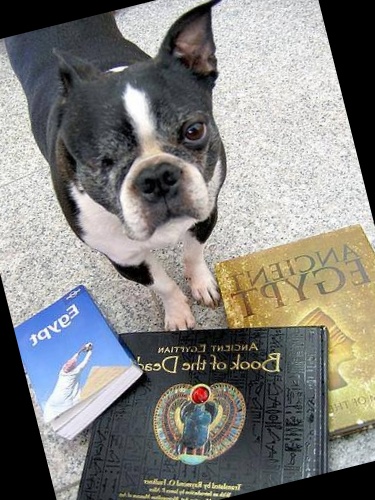 Egypt
ANCIENT
EGYPT
ANCIENT EGYPTIAN
Book of the Dead
Translated by Raymond O. Faulkner